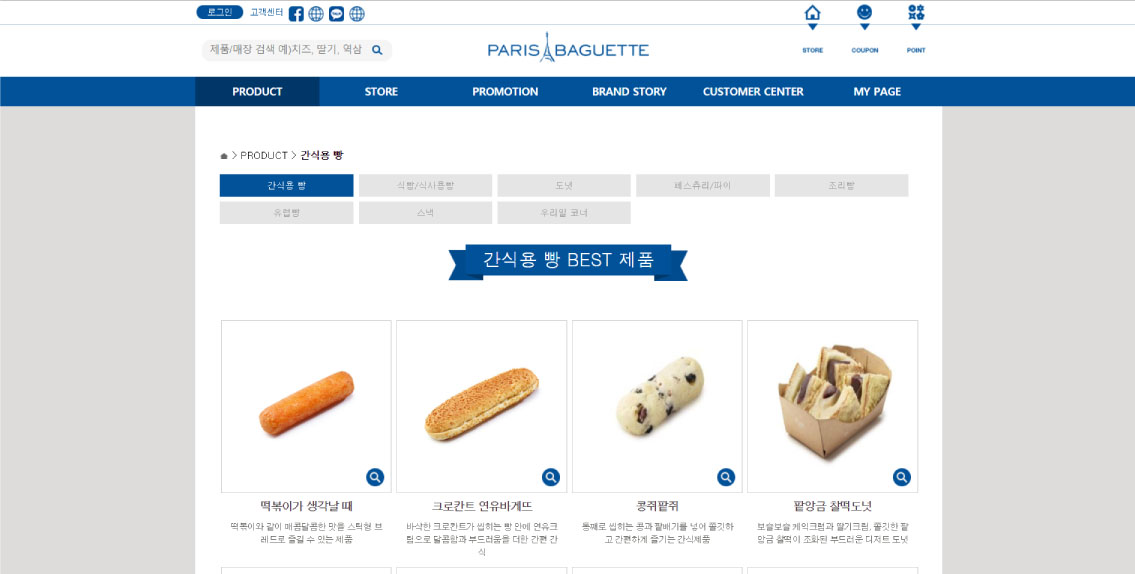 로그인 고객센터
제품/매장 검색 예)치즈, 딸기, 역삼
PARIS BAGUETTE
STORE COUPON POINT
PRODUCT STORE PROMOTION BRAND STORY CUSTOMER CENTER MY PAGE
> PRODUCT > 간식용 빵
간식용 빵 식빵/식사용빵 도넛 페스츄리/파이 조리빵
유럽빵 스낵 우리밀 코너
간식용 빵 BEST 제품
떡볶이가 생각날 때
떡볶이와 같이 매콤달콤한 맛을 스틱형 브
레드로 즐길 수 있는 제품
크로칸트 연유바게뜨
바삭한 크로칸트가 씹히는 빵 안에 연유크
림으로 달콤함과 부드러움을 더한 간편 간
식
콩쥐팥쥐
통째로 씹히는 콩과 팥배기를 넣어 쫄깃하
고 간편하게 즐기는 간식제품
팥앙금 찰떡도넛
보슬보슬 케익크럼과 딸기크림, 쫄깃한 팥
앙금 찰떡이 조화된 부드러운 디저트 도넛